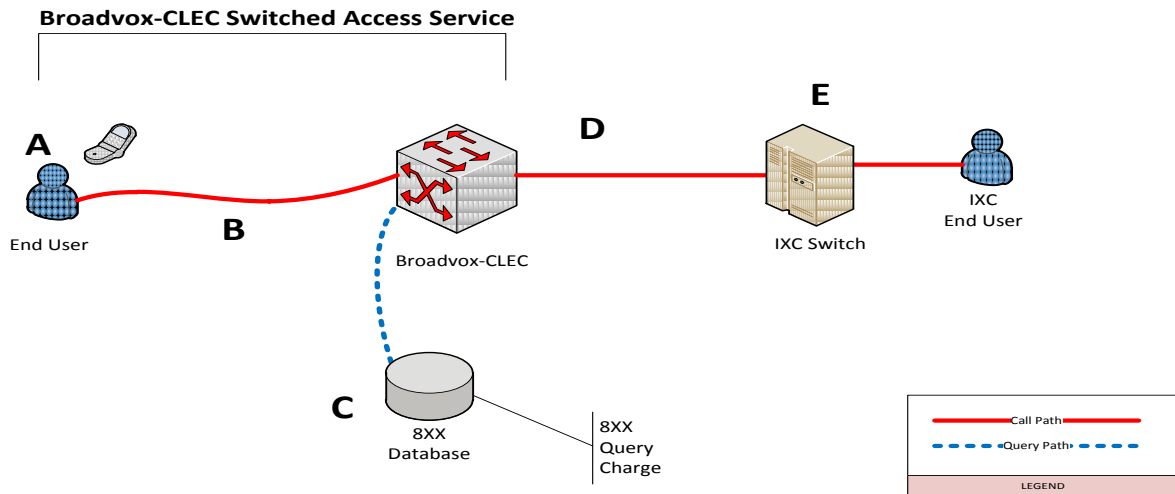 Broadvox-CLEC Switched Access Service
E
D
A
B
End User
Broadvox-CLEC
IXC Switch
IXC
End User
C
8XX
Database
8XX
Query
Charge
Call Path
Query Path
LEGEND